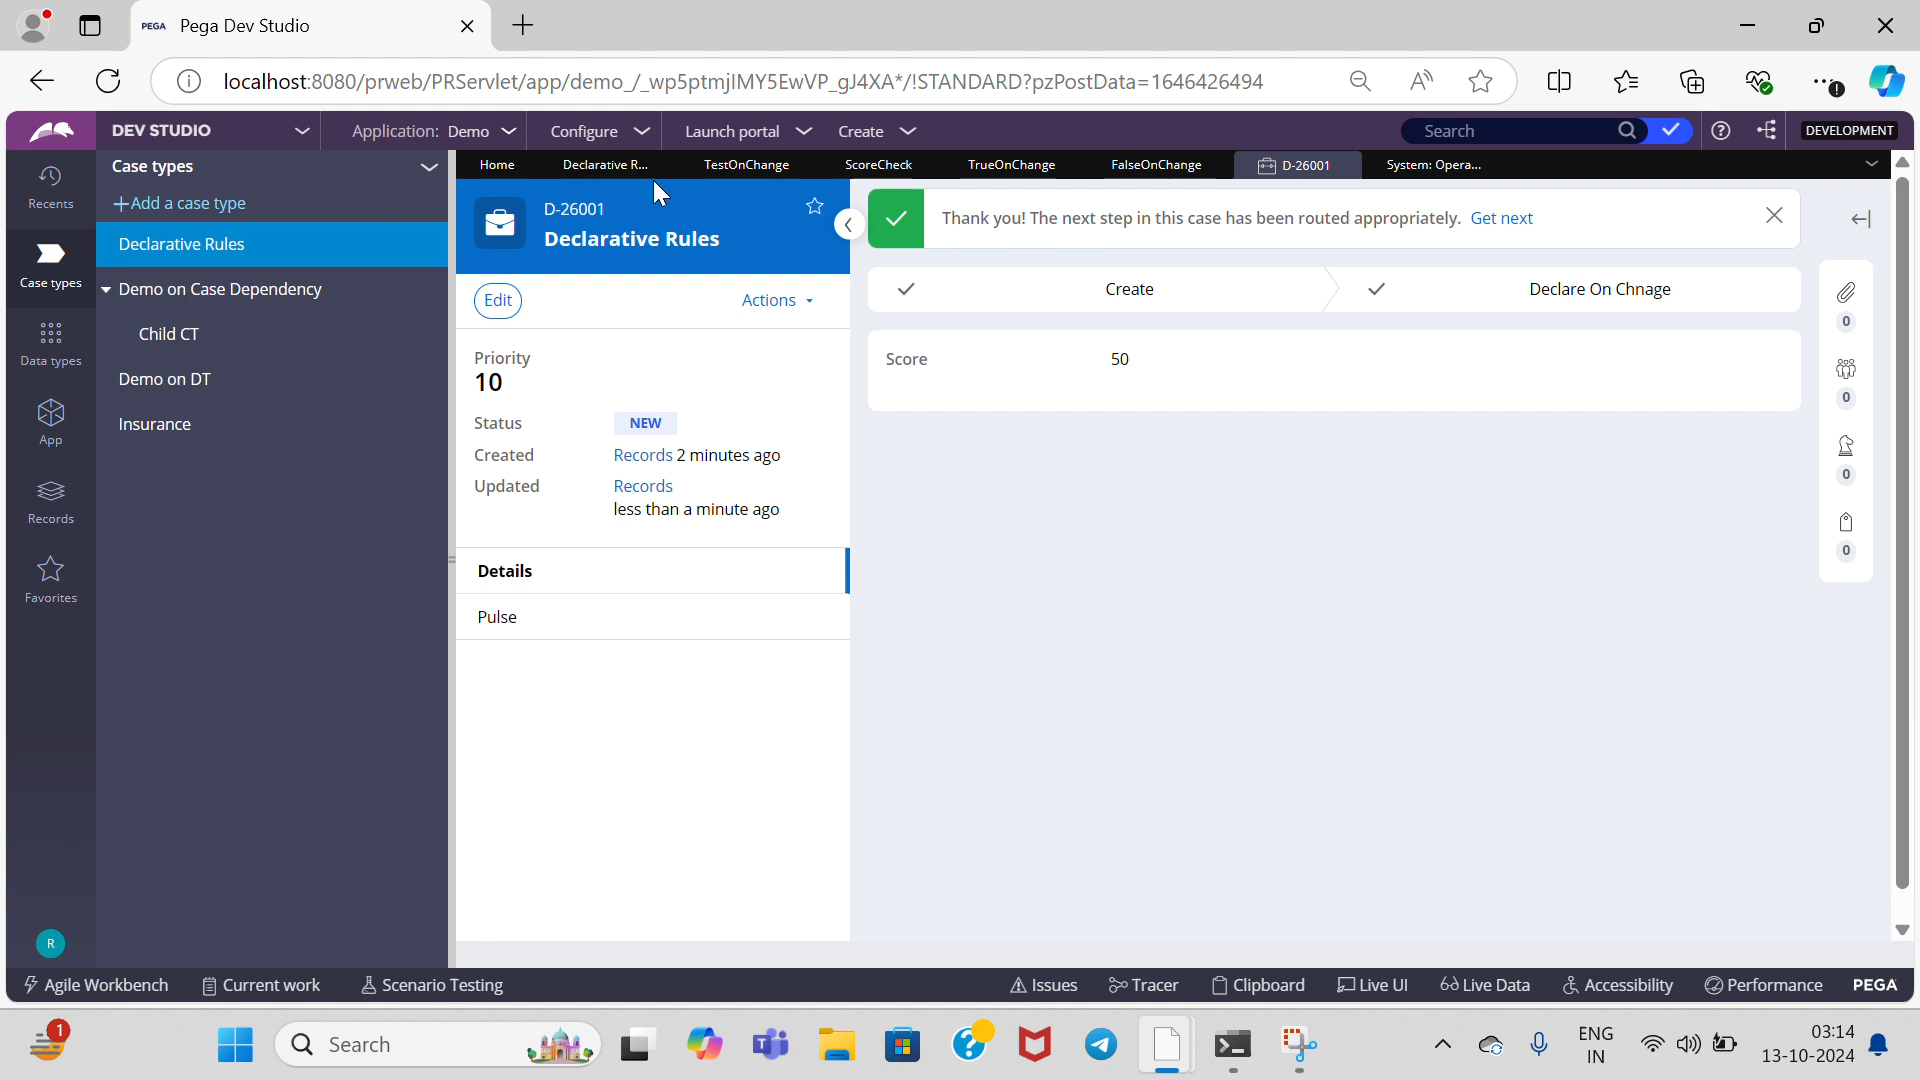 PEGA Pega Dev Studio
localhost:8080/prweb/PRServlet/app/demo_/_wp5ptmjIMY5EwVP_gJ4XA*/!STANDARD?pzPostData=1646426494
DEV STUDIO Application: Demo Configure Launch portal Create Search DEVELOPMENT
Recents
Case types
Data types
App
Records
Favorites
R
Case types
+Add a case type
Declarative Rules
Demo on Case Dependency
Child CT
Demo on DT
Insurance
Home Declarative R... TestOnChange ScoreCheck TrueOnChange FalseOnChange D-26001 System: Opera...
D-26001
Declarative Rules
Edit Actions
Priority
10
Status NEW
Created Records 2 minutes ago
Updated Records
less than a minute ago
Details
Pulse
Thank you! The next step in this case has been routed appropriately. Get next
Create Declare On Chnage
Score 50
0
0
0
0
Agile Workbench Current work Scenario Testing Issues Tracer Clipboard Live UI Live Data Accessibility Performance PEGA
1 Search ENG 03:14
IN 13-10-2024